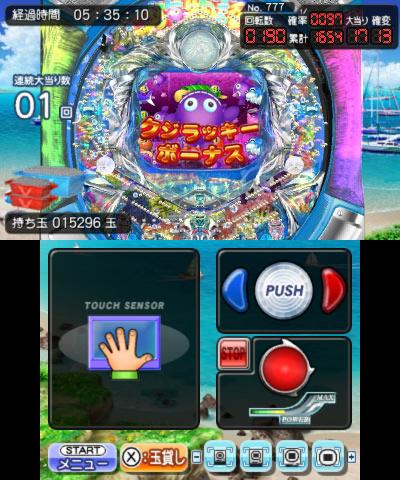 経過時間 05:35:10
No. 777
回転数 確率 1/ 0097 大当り 確変
0190 累計 1654 17 13
連続大当り数
01 回
クジラッキー
ボーナス
持ち玉 015296 玉
TOUCH SENSOR
PUSH
STOP
MAX
POWER
START
メニュー
X :玉貸し
- +